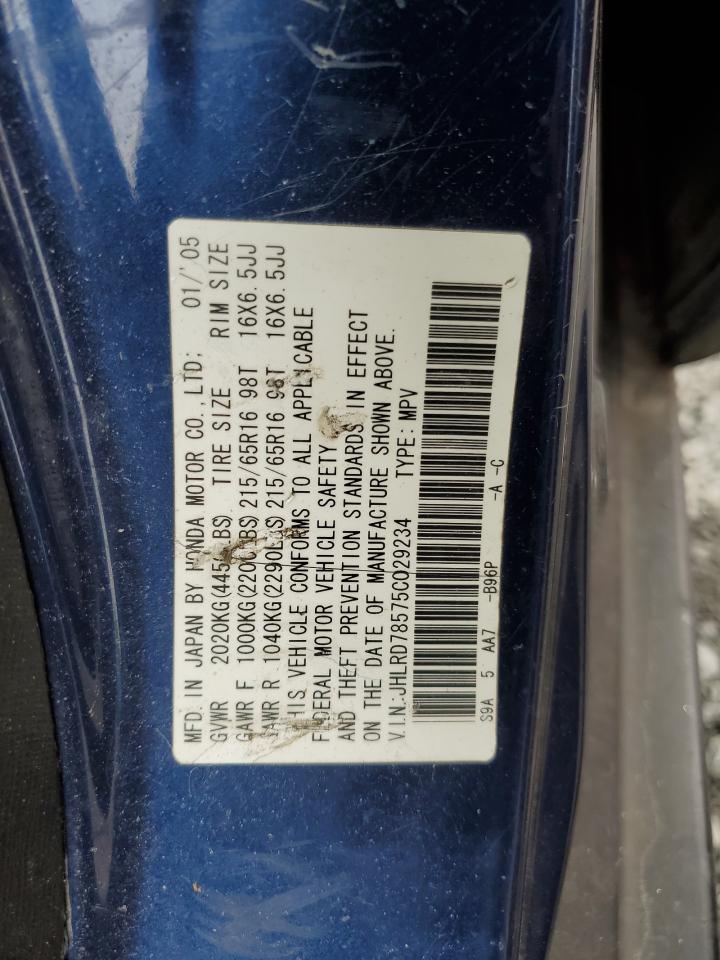 MFD. IN JAPAN BY HONDA MOTOR CO., LTD; 01/'05
GVWR 2020KG(4450LBS) TIRE SIZE RIM SIZE
GAWR F 1000KG(2200LBS) 215/65R16 98T 16X6.5JJ
GAWR R 1040KG(2290LBS) 215/65R16 98T 16X6.5JJ
THIS VEHICLE CONFORMS TO ALL APPLICABLE
FEDERAL MOTOR VEHICLE SAFETY
AND THEFT PREVENTION STANDARDS IN EFFECT
ON THE DATE OF MANUFACTURE SHOWN ABOVE.
V.I.N.:JHLRD78575C029234 TYPE:MPV
S9A 5 AA7 -B96P -A -C